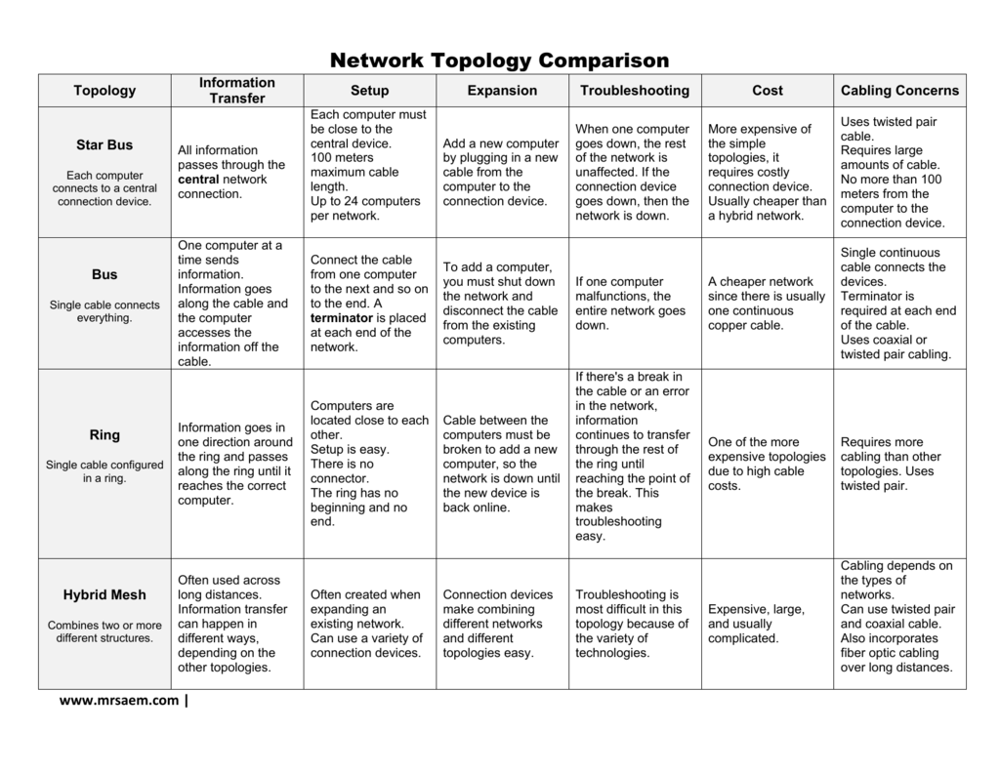 Network Topology Comparison
Topology
Information
Transfer
Setup
Expansion
Troubleshooting
Cost
Cabling Concerns
Star Bus
Each computer
connects to a central
connection device.
All information
passes through the
central network
connection.
Each computer must
be close to the
central device.
100 meters
maximum cable
length.
Up to 24 computers
per network.
Add a new computer
by plugging in a new
cable from the
computer to the
connection device.
When one computer
goes down, the rest
of the network is
unaffected. If the
connection device
goes down, then the
network is down.
More expensive of
the simple
topologies, it
requires costly
connection device.
Usually cheaper than
a hybrid network.
Uses twisted pair
cable.
Requires large
amounts of cable.
No more than 100
meters from the
computer to the
connection device.
Bus
Single cable connects
everything.
One computer at a
time sends
information.
Information goes
along the cable and
the computer
accesses the
information off the
cable.
Connect the cable
from one computer
to the next and so on
to the end. A
terminator is placed
at each end of the
network.
To add a computer,
you must shut down
the network and
disconnect the cable
from the existing
computers.
If one computer
malfunctions, the
entire network goes
down.
A cheaper network
since there is usually
one continuous
copper cable.
Single continuous
cable connects the
devices.
Terminator is
required at each end
of the cable.
Uses coaxial or
twisted pair cabling.
Ring
Single cable configured
in a ring.
Information goes in
one direction around
the ring and passes
along the ring until it
reaches the correct
computer.
Computers are
located close to each
other.
Setup is easy.
There is no
connector.
The ring has no
beginning and no
end.
Cable between the
computers must be
broken to add a new
computer, so the
network is down until
the new device is
back online.
If there's a break in
the cable or an error
in the network,
information
continues to transfer
through the rest of
the ring until
reaching the point of
the break. This
makes
troubleshooting
easy.
One of the more
expensive topologies
due to high cable
costs.
Requires more
cabling than other
topologies. Uses
twisted pair.
Hybrid Mesh
Combines two or more
different structures.
Often used across
long distances.
Information transfer
can happen in
different ways,
depending on the
other topologies.
Often created when
expanding an
existing network.
Can use a variety of
connection devices.
Connection devices
make combining
different networks
and different
topologies easy.
Troubleshooting is
most difficult in this
topology because of
the variety of
technologies.
Expensive, large,
and usually
complicated.
Cabling depends on
the types of
networks.
Can use twisted pair
and coaxial cable.
Also incorporates
fiber optic cabling
over long distances.
www.mrsaem.com |